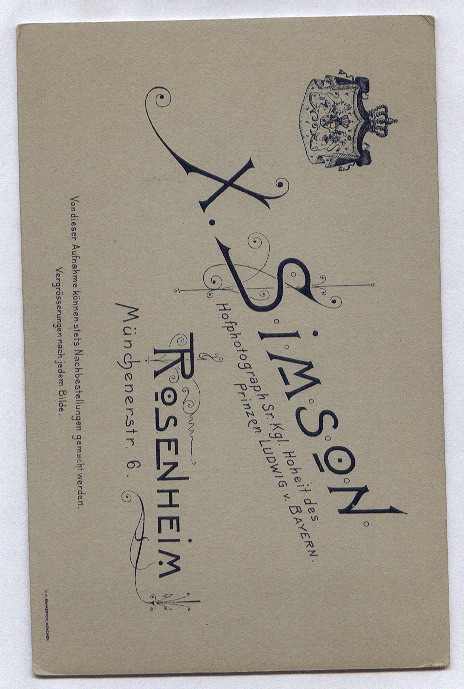 X. SIMSON
Hofphotograph Sr. Kgl. Hoheit des
Prinzen LUDWIG v. BAYERN.
ROSENHEIM
Münchenerstr. 6.
Von dieser Aufnahme können stets Nachbestellungen gemacht werden.
Vergrösserungen nach jedem Bilde.